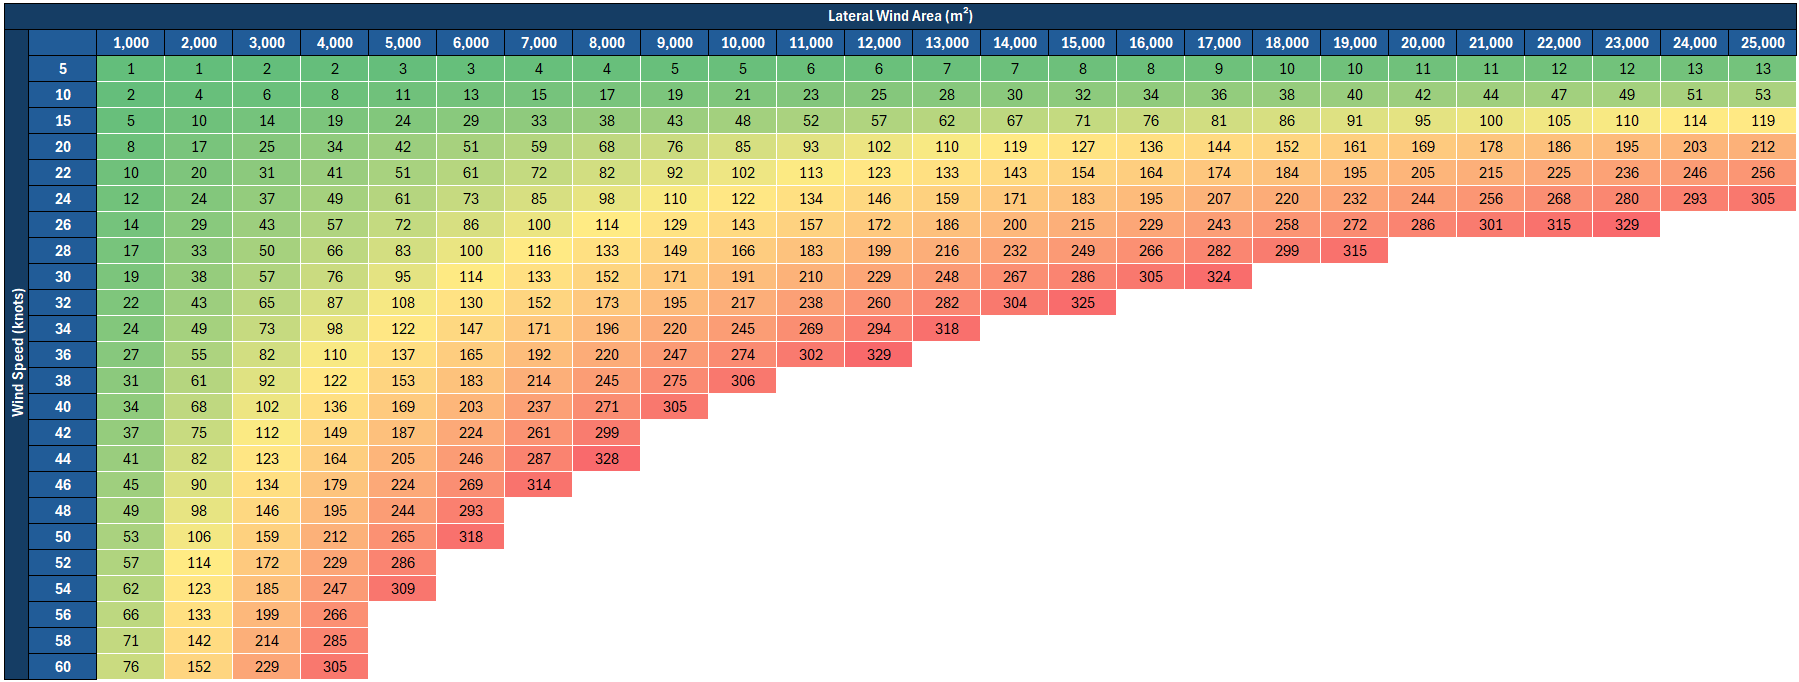 Lateral Wind Area (m²)
Wind Speed (knots)
1,000 2,000 3,000 4,000 5,000 6,000 7,000 8,000 9,000 10,000 11,000 12,000 13,000 14,000 15,000 16,000 17,000 18,000 19,000 20,000 21,000 22,000 23,000 24,000 25,000
5 1 1 2 2 3 3 4 4 5 5 6 6 7 7 8 8 9 10 10 11 11 12 12 13 13
10 2 4 6 8 11 13 15 17 19 21 23 25 28 30 32 34 36 38 40 42 44 47 49 51 53
15 5 10 14 19 24 29 33 38 43 48 52 57 62 67 71 76 81 86 91 95 100 105 110 114 119
20 8 17 25 34 42 51 59 68 76 85 93 102 110 119 127 136 144 152 161 169 178 186 195 203 212
22 10 20 31 41 51 61 72 82 92 102 113 123 133 143 154 164 174 184 195 205 215 225 236 246 256
24 12 24 37 49 61 73 85 98 110 122 134 146 159 171 183 195 207 220 232 244 256 268 280 293 305
26 14 29 43 57 72 86 100 114 129 143 157 172 186 200 215 229 243 258 272 286 301 315 329
28 17 33 50 66 83 100 116 133 149 166 183 199 216 232 249 266 282 299 315
30 19 38 57 76 95 114 133 152 171 191 210 229 248 267 286 305 324
32 22 43 65 87 108 130 152 173 195 217 238 260 282 304 325
34 24 49 73 98 122 147 171 196 220 245 269 294 318
36 27 55 82 110 137 165 192 220 247 274 302 329
38 31 61 92 122 153 183 214 245 275 306
40 34 68 102 136 169 203 237 271 305
42 37 75 112 149 187 224 261 299
44 41 82 123 164 205 246 287 328
46 45 90 134 179 224 269 314
48 49 98 146 195 244 293
50 53 106 159 212 265 318
52 57 114 172 229 286
54 62 123 185 247 309
56 66 133 199 266
58 71 142 214 285
60 76 152 229 305